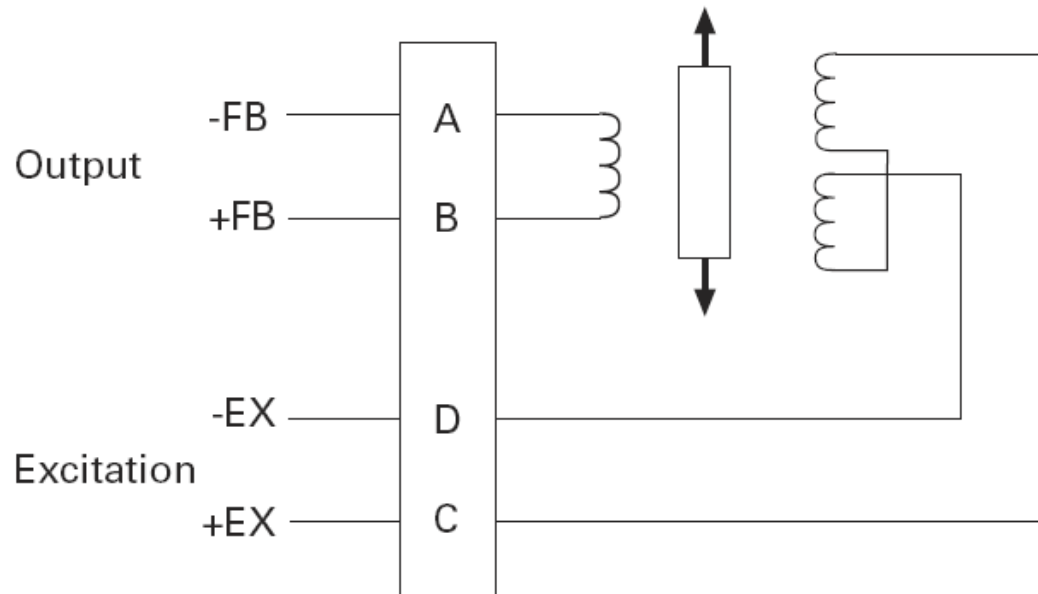 -FB A
Output
+FB B
-EX D
Excitation
+EX C